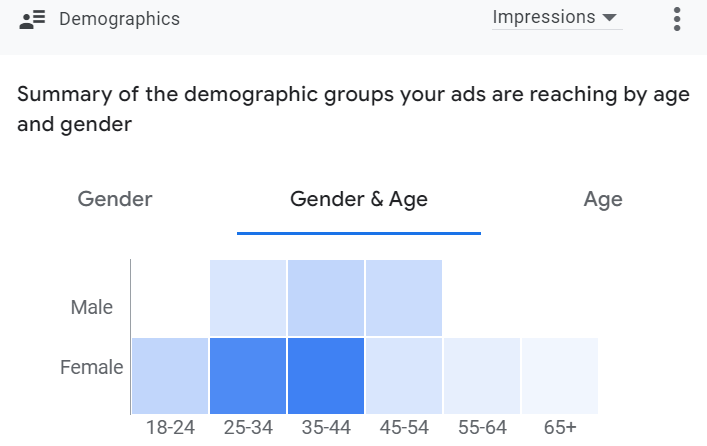 Demographics
Impressions
Summary of the demographic groups your ads are reaching by age
and gender
Gender
Gender & Age
Age
Male
Female
18-24 25-34 35-44 45-54 55-64 65+